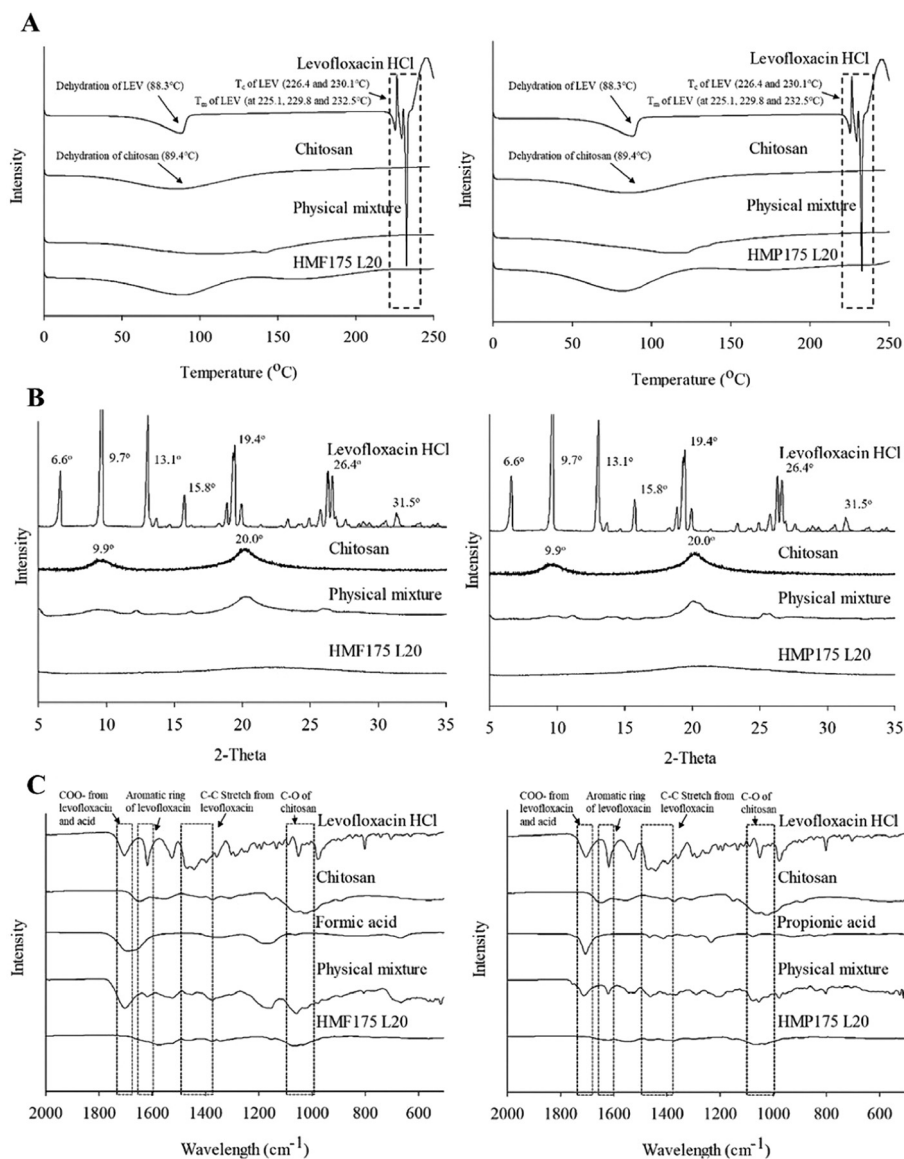 A
Levofloxacin HCl
Dehydration of LEV (88.3°C)
Tc of LEV (226.4 and 230.1°C)
Tm of LEV (at 225.1, 229.8 and 232.5°C)
Chitosan
Dehydration of chitosan (89.4°C)
Physical mixture
HMF175 L20
Intensity
0 50 100 150 200 250
Temperature (°C)
Levofloxacin HCl
Dehydration of LEV (88.3°C)
Tc of LEV (226.4 and 230.1°C)
Tm of LEV (at 225.1, 229.8 and 232.5°C)
Chitosan
Dehydration of chitosan (89.4°C)
Physical mixture
HMP175 L20
Intensity
0 50 100 150 200 250
Temperature (°C)
B
6.6° 9.7° 13.1° 15.8° 19.4° 26.4° 31.5°
Levofloxacin HCl
9.9° 20.0°
Chitosan
Physical mixture
HMF175 L20
Intensity
5 10 15 20 25 30 35
2-Theta
6.6° 9.7° 13.1° 15.8° 19.4° 26.4° 31.5°
Levofloxacin HCl
9.9° 20.0°
Chitosan
Physical mixture
HMP175 L20
Intensity
5 10 15 20 25 30 35
2-Theta
C
COO- from
levofloxacin
and acid
Aromatic ring
of levofloxacin
C-C Stretch from
levofloxacin
C-O of
chitosan
Levofloxacin HCl
Chitosan
Formic acid
Physical mixture
HMF175 L20
Intensity
2000 1800 1600 1400 1200 1000 800 600
Wavelength (cm-1)
COO- from
levofloxacin
and acid
Aromatic ring
of levofloxacin
C-C Stretch from
levofloxacin
C-O of
chitosan
Levofloxacin HCl
Chitosan
Propionic acid
Physical mixture
HMP175 L20
Intensity
2000 1800 1600 1400 1200 1000 800 600
Wavelength (cm-1)